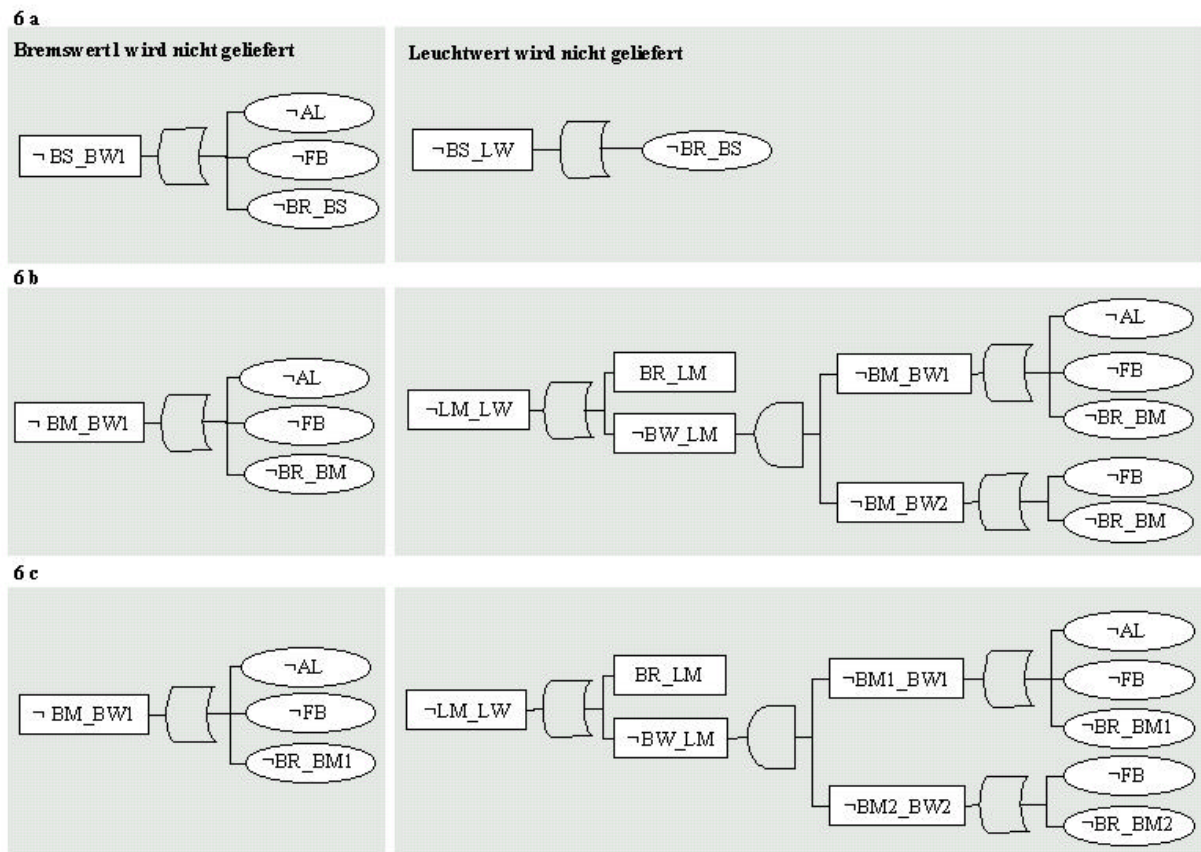 6 a
Bremswert1 wird nicht geliefert
¬ BS_BW1
¬AL
¬FB
¬BR_BS
Leuchtwert wird nicht geliefert
¬BS_LW
¬BR_BS
6 b
¬ BM_BW1
¬AL
¬FB
¬BR_BM
¬LM_LW
BR_LM
¬BW_LM
¬BM_BW1
¬AL
¬FB
¬BR_BM
¬BM_BW2
¬FB
¬BR_BM
6 c
¬ BM_BW1
¬AL
¬FB
¬BR_BM1
¬LM_LW
BR_LM
¬BW_LM
¬BM1_BW1
¬AL
¬FB
¬BR_BM1
¬BM2_BW2
¬FB
¬BR_BM2